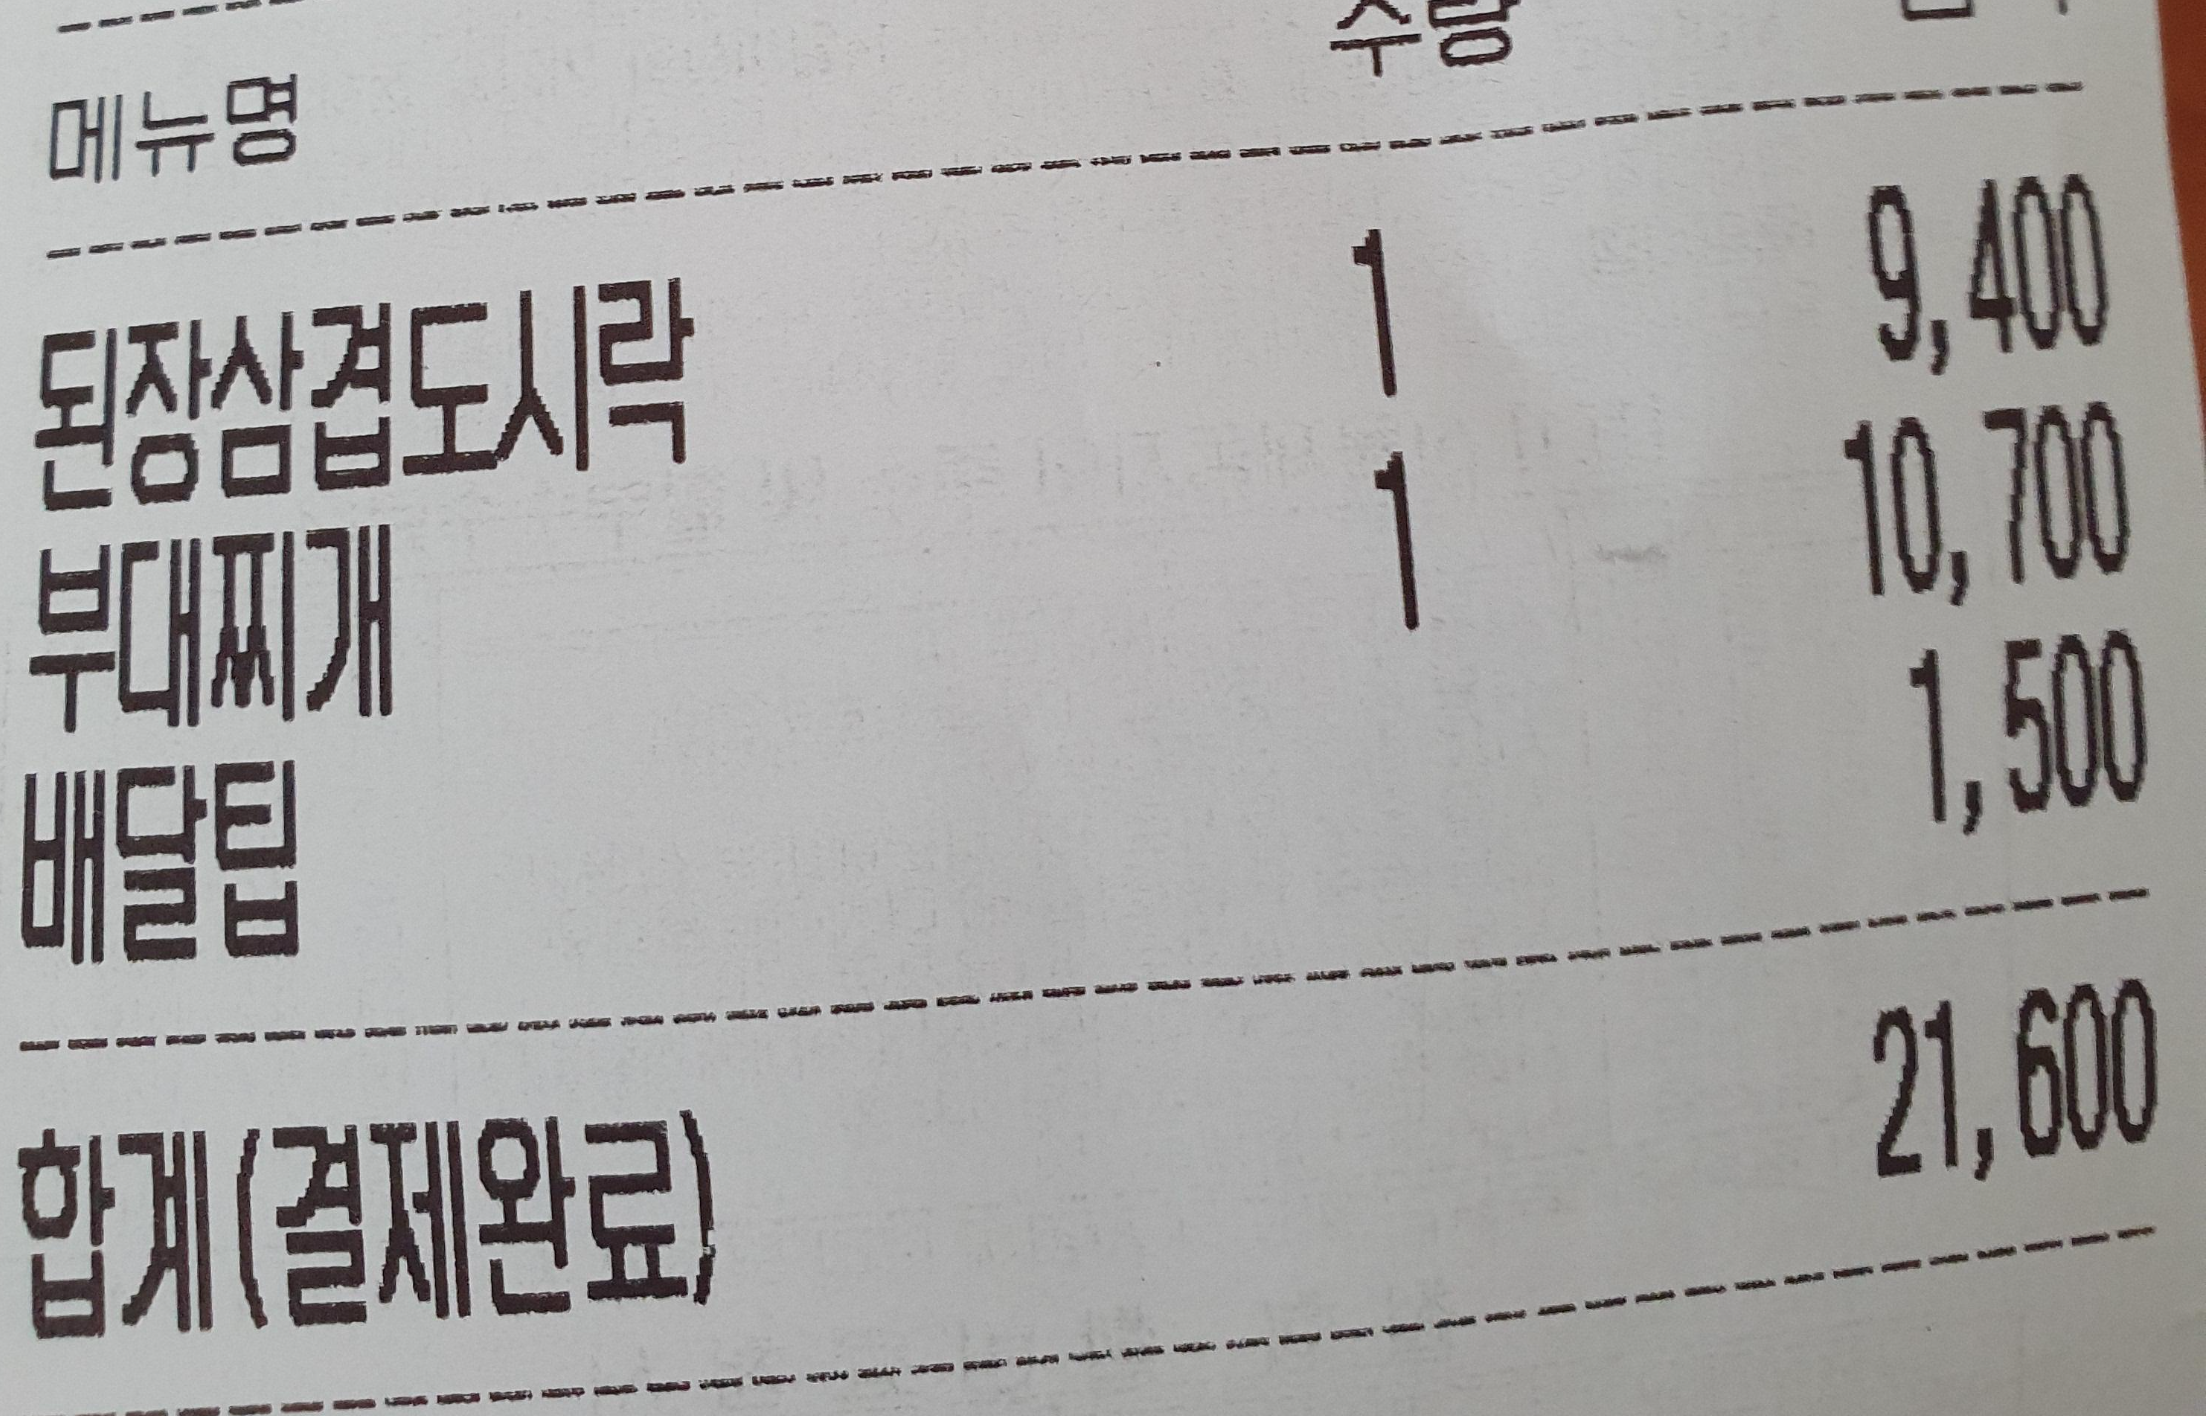 메뉴명 수량
된장삼겹도시락 1 9,400
부대찌개 1 10,700
배달팁 1,500
합계(결제완료) 21,600